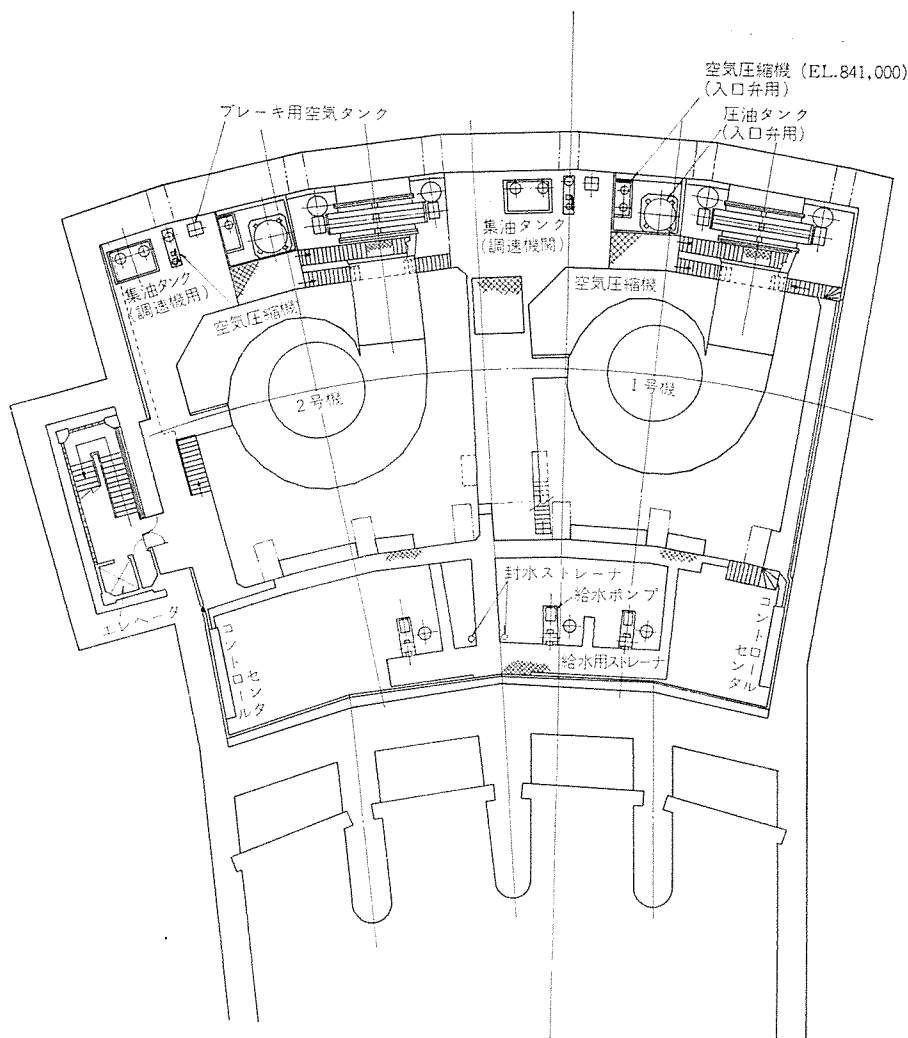 空気圧縮機 (EL.841,000)
(入口弁用)
圧油タンク
(入口弁用)
ブレーキ用空気タンク
集油タンク
(調速機関)
集油タンク
(調速機用)
空気圧縮機
空気圧縮機
2号機
1号機
封水ストレーナ
給水ポンプ
給水用ストレーナ
エレベータ
コントロール
センタ
コントロール
センタ